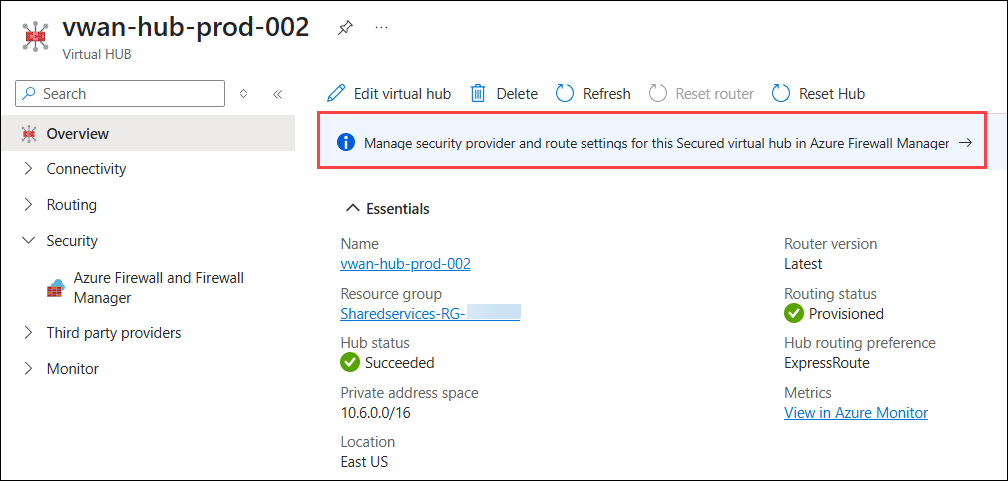 vwan-hub-prod-002
Virtual HUB
Search
Edit virtual hub
Delete
Refresh
Reset router
Reset Hub
Overview
Connectivity
Routing
Security
Azure Firewall and Firewall
Manager
Third party providers
Monitor
Manage security provider and route settings for this Secured virtual hub in Azure Firewall Manager
Essentials
Name
vwan-hub-prod-002
Resource group
Sharedservices-RG-
Hub status
Succeeded
Private address space
10.6.0.0/16
Location
East US
Router version
Latest
Routing status
Provisioned
Hub routing preference
ExpressRoute
Metrics
View in Azure Monitor